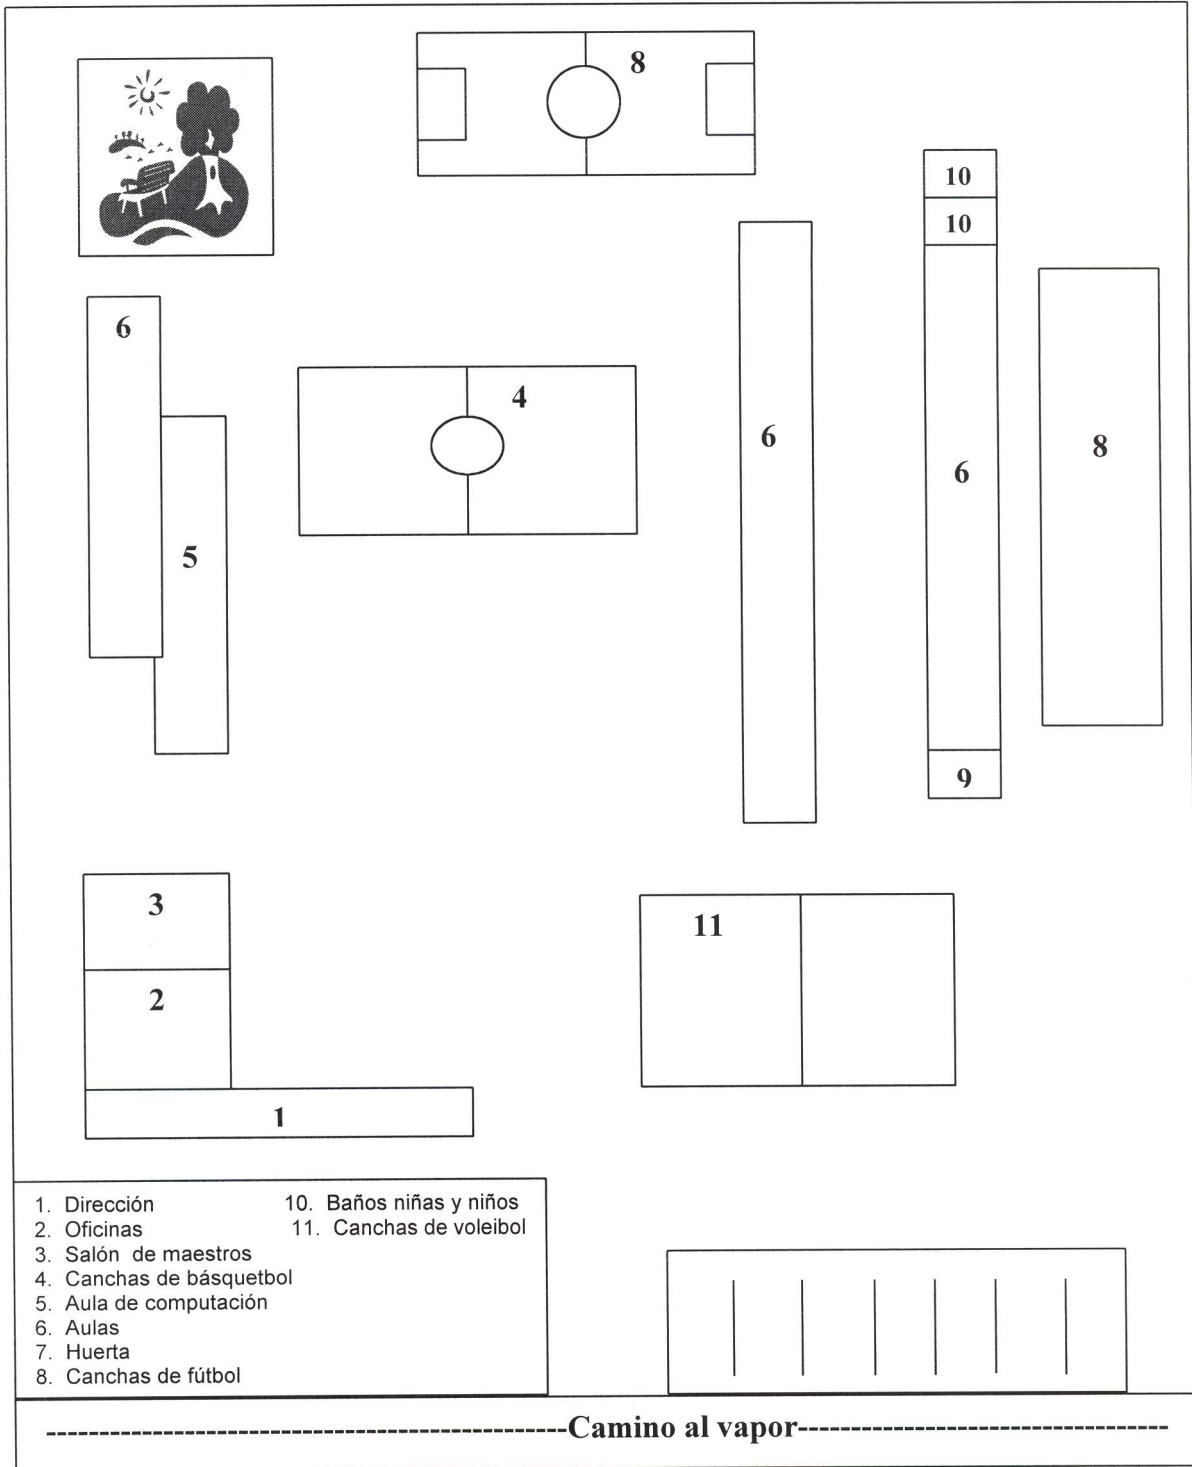 8
10
10
6
4
6
6
8
5
9
3
11
2
1
1. Dirección
2. Oficinas
3. Salón de maestros
4. Canchas de básquetbol
5. Aula de computación
6. Aulas
7. Huerta
8. Canchas de fútbol
10. Baños niñas y niños
11. Canchas de voleibol
--------------------------------------------------Camino al vapor-----------------------------------